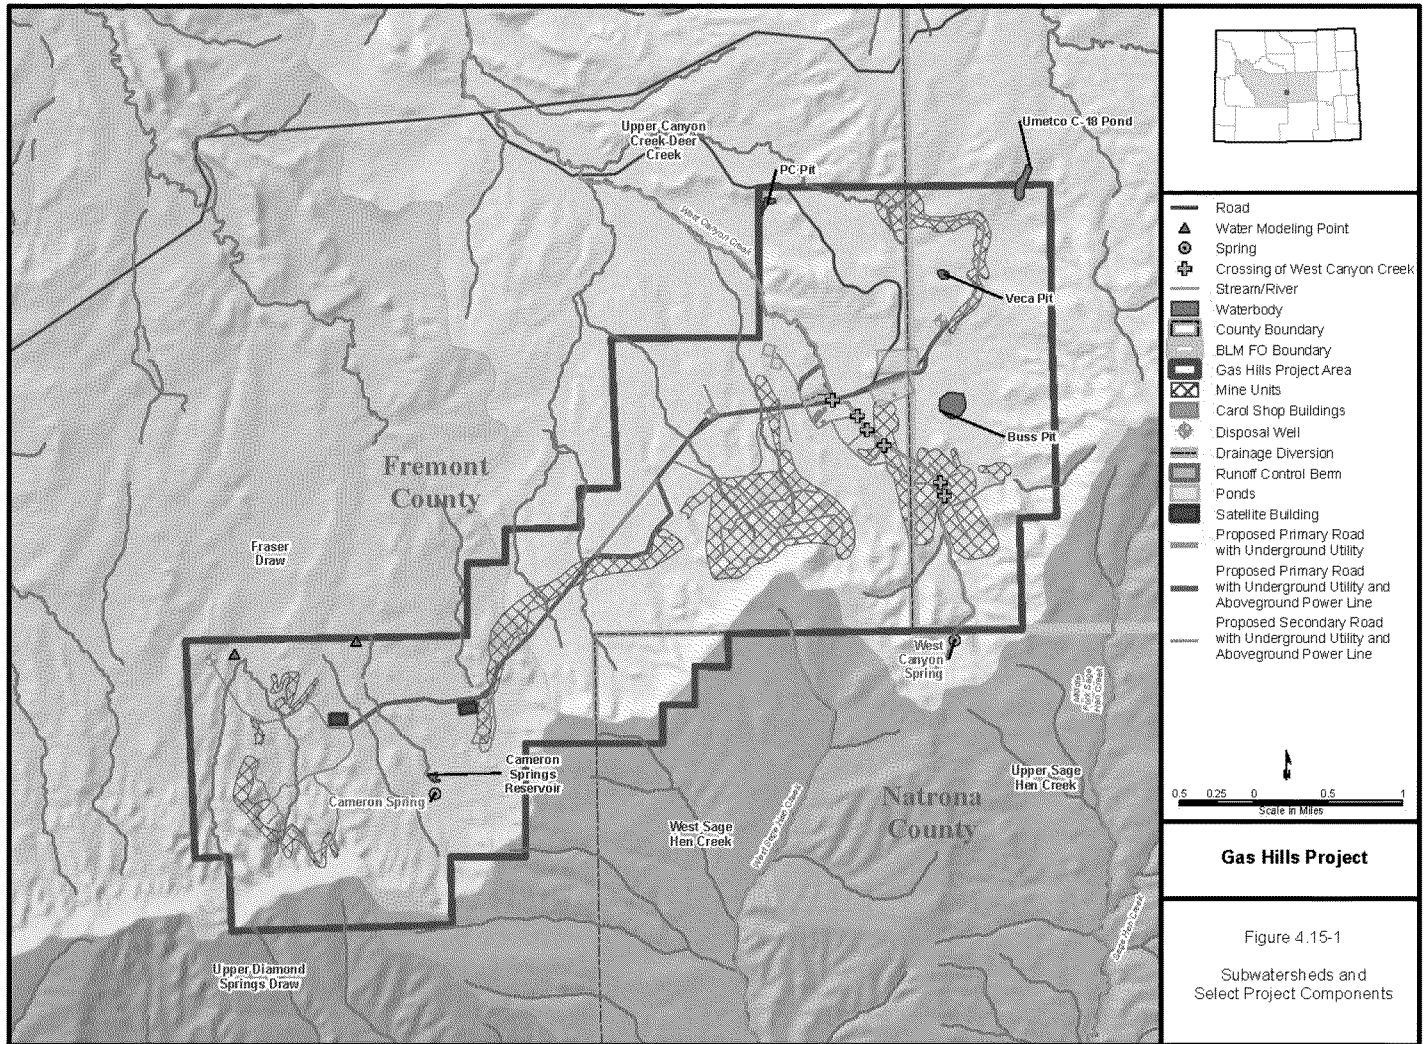 Umetco C-18 Pond
Upper Canyon
Creek-Deer
Creek
PC Pit
West Canyon Creek
Veca Pit
Buss Pit
Fremont
County
Fraser
Draw
West
Canyon
Spring
Cameron
Springs
Reservoir
Cameron Spring
Upper Sage
Hen Creek
Natrona
County
West Sage
Hen Creek
West Sage Hen Creek
Sage Hen Creek
Upper Diamond
Springs Draw
Road
Water Modeling Point
Spring
Crossing of West Canyon Creek
Stream/River
Waterbody
County Boundary
BLM FO Boundary
Gas Hills Project Area
Mine Units
Carol Shop Buildings
Disposal Well
Drainage Diversion
Runoff Control Berm
Ponds
Satellite Building
Proposed Primary Road
with Underground Utility
Proposed Primary Road
with Underground Utility and
Aboveground Power Line
Proposed Secondary Road
with Underground Utility and
Aboveground Power Line
0.5 0.25 0 0.5 1
Scale in Miles
Gas Hills Project
Figure 4.15-1
Subwatersheds and
Select Project Components